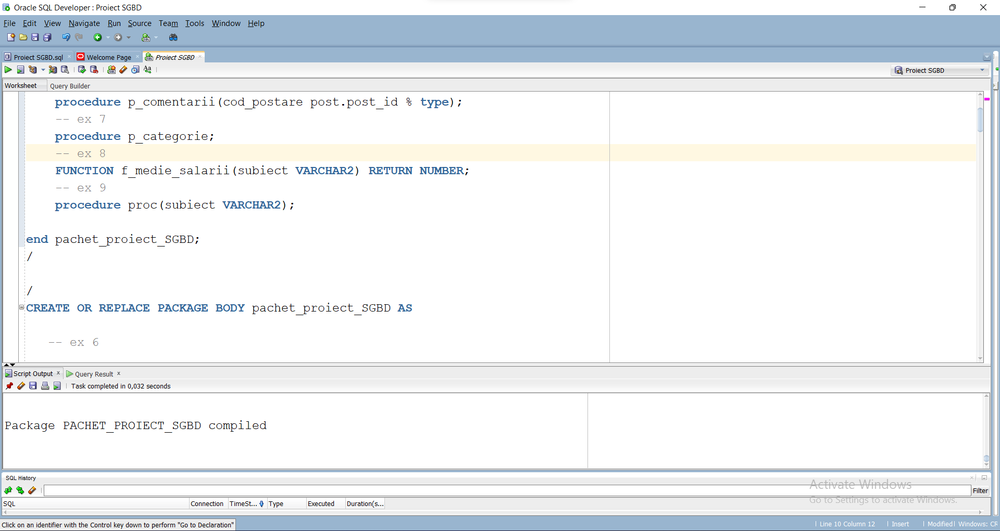 Oracle SQL Developer : Proiect SGBD
File Edit View Navigate Run Source Team Tools Window Help
Proiect SGBD.sql Welcome Page Proiect SGBD
Proiect SGBD
Worksheet Query Builder
procedure p_comentarii(cod_postare post.post_id % type);
-- ex 7
procedure p_categorie;
-- ex 8
FUNCTION f_medie_salarii(subiect VARCHAR2) RETURN NUMBER;
-- ex 9
procedure proc(subiect VARCHAR2);
end pachet_proiect_SGBD;
/
/
CREATE OR REPLACE PACKAGE BODY pachet_proiect_SGBD AS
-- ex 6
Script Output Query Result
Task completed in 0,032 seconds
Package PACHET_PROIECT_SGBD compiled
SQL History
Activate Windows
Filter
Go to Settings to activate Windows.
SQL Connection TimeSt... Type Executed Duration(s...
Click on an identifier with the Control key down to perform "Go to Declaration"
Line 10 Column 12 Insert Modified Windows: CR